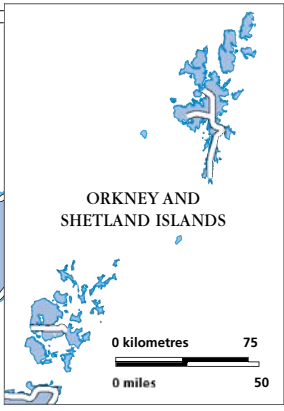 ORKNEY AND
SHETLAND ISLANDS
0 kilometres 75
0 miles 50